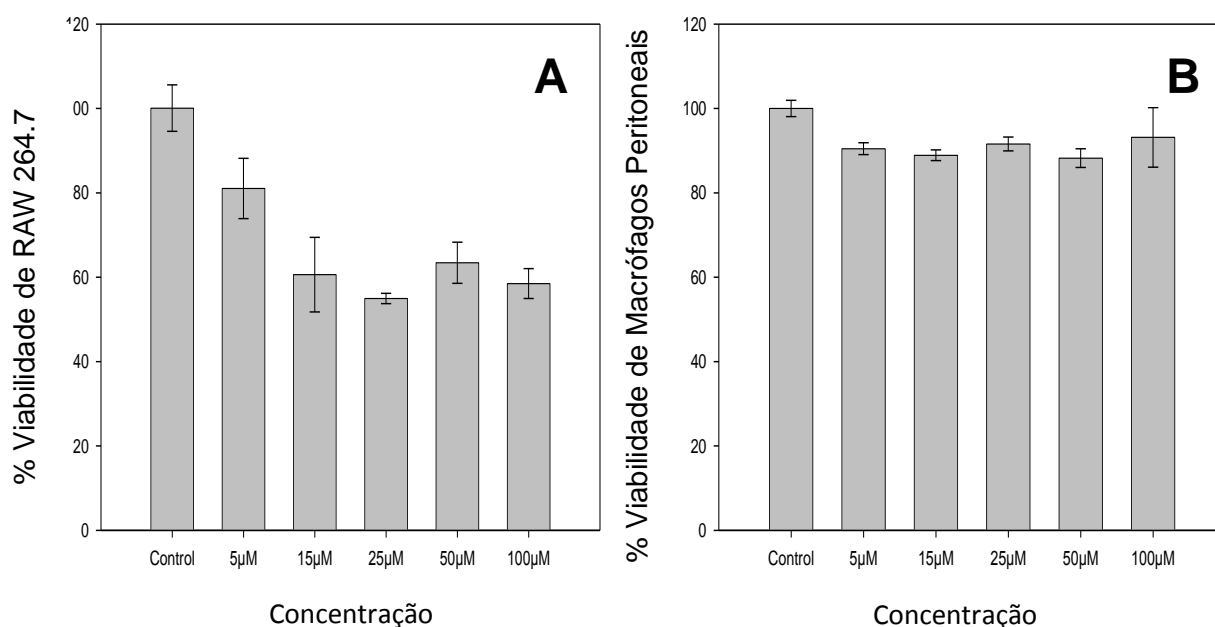 % Viabilidade de RAW 264.7
20
00
80
60
40
20
0
A
Control 5µM 15µM 25µM 50µM 100µM
Concentração
% Viabilidade de Macrófagos Peritoneais
120
100
80
60
40
20
0
B
Control 5µM 15µM 25µM 50µM 100µM
Concentração